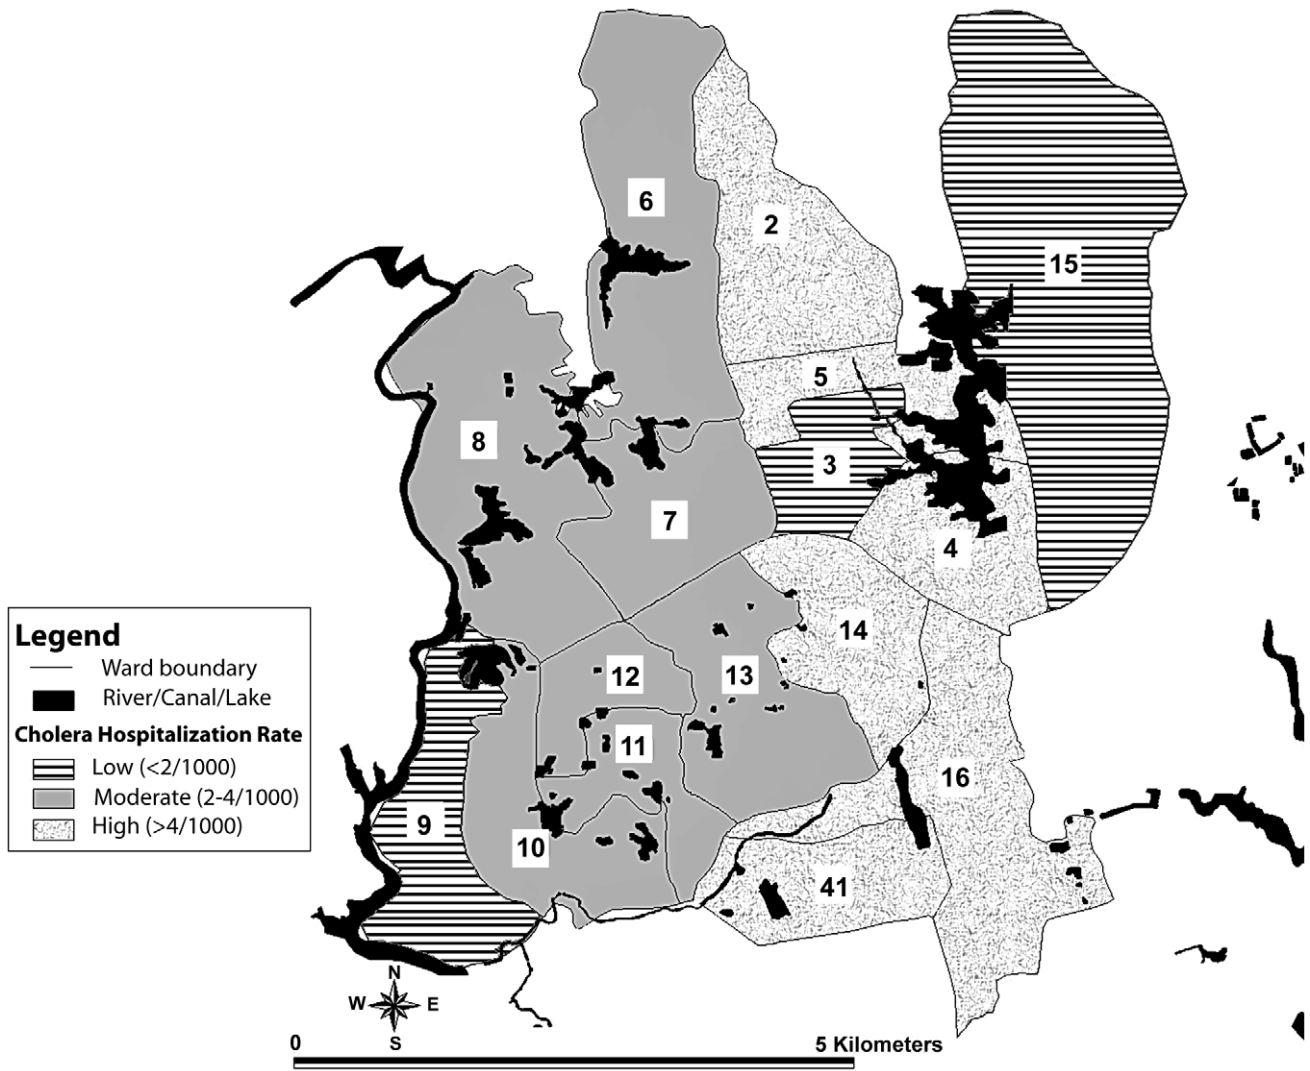 6
2
15
5
8
3
7
4
14
12
13
11
16
9
10
41
Legend
Ward boundary
River/Canal/Lake
Cholera Hospitalization Rate
Low (<2/1000)
Moderate (2-4/1000)
High (>4/1000)
N
W E
S
0 5 Kilometers